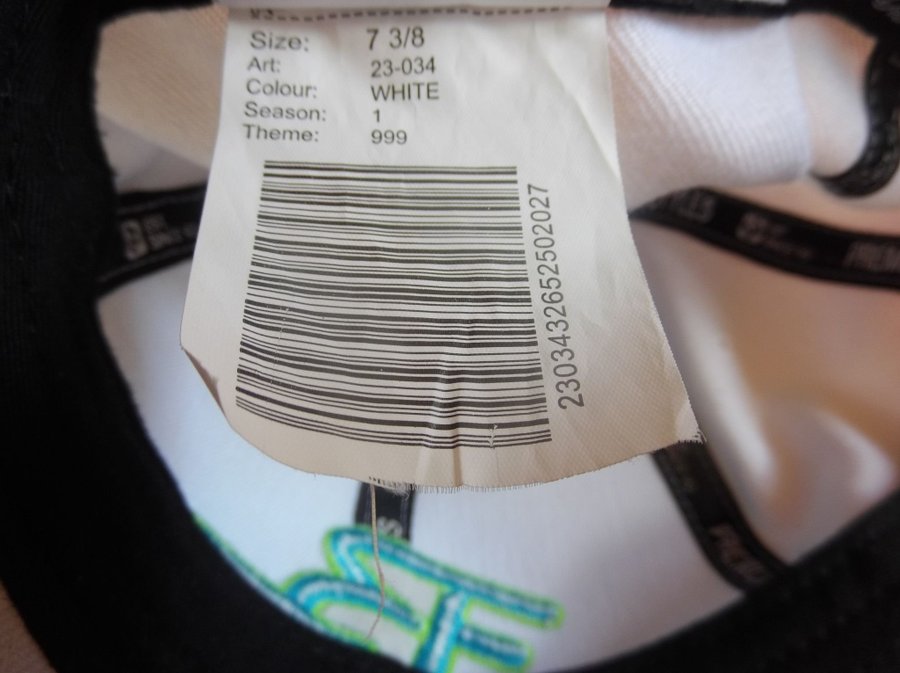 Size: 7 3/8
Art: 23-034
Colour: WHITE
Season: 1
Theme: 999
2303432652502027